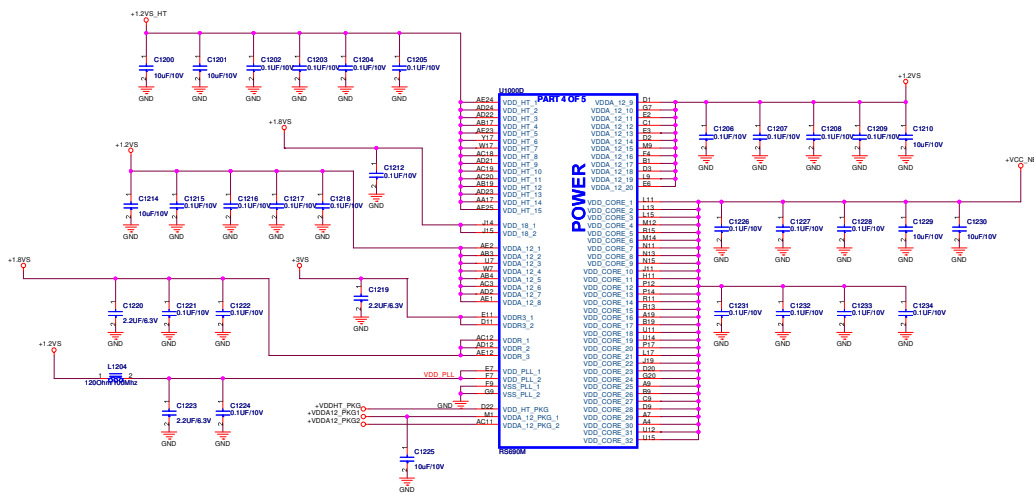 +1.2VS_HT
C1200
10uF/10V
GND
C1201
10uF/10V
GND
C1202
0.1UF/10V
GND
C1203
0.1UF/10V
GND
C1204
0.1UF/10V
GND
C1205
0.1UF/10V
GND
+1.8VS
C1212
0.1UF/10V
GND
+1.2VS
C1214
10uF/10V
GND
C1215
0.1UF/10V
GND
C1216
0.1UF/10V
GND
C1217
0.1UF/10V
GND
C1218
0.1UF/10V
GND
+1.8VS
C1220
2.2UF/6.3V
GND
C1221
0.1UF/10V
GND
C1222
0.1UF/10V
GND
+3VS
C1219
2.2UF/6.3V
GND
+1.2VS
L1204
1 2
120Ohm/100Mhz
VDD_PLL
C1223
2.2UF/6.3V
GND
C1224
0.1UF/10V
GND
GND
+VDDHT_PKG
+VDDA12_PKG1
+VDDA12_PKG2
C1225
10uF/10V
GND
U1000D
PART 4 OF 5
POWER
AE24 VDD_HT_1
AD24 VDD_HT_2
AD22 VDD_HT_3
AB17 VDD_HT_4
AE23 VDD_HT_5
Y17 VDD_HT_6
W17 VDD_HT_7
AC18 VDD_HT_8
AD21 VDD_HT_9
AC19 VDD_HT_10
AC20 VDD_HT_11
AB19 VDD_HT_12
AD23 VDD_HT_13
AA17 VDD_HT_14
AE25 VDD_HT_15
J14 VDD_18_1
J15 VDD_18_2
AE2 VDDA_12_1
AB3 VDDA_12_2
U7 VDDA_12_3
W7 VDDA_12_4
AB4 VDDA_12_5
AC3 VDDA_12_6
AD2 VDDA_12_7
AE1 VDDA_12_8
E11 VDDR3_1
D11 VDDR3_2
AC12 VDDR_1
AD12 VDDR_2
AE12 VDDR_3
E7 VDD_PLL_1
F7 VDD_PLL_2
F9 VSS_PLL_1
G9 VSS_PLL_2
D22 VDD_HT_PKG
M1 VDDA_12_PKG_1
AC11 VDDA_12_PKG_2
RS690M
VDDA_12_9 D1
VDDA_12_10 G7
VDDA_12_11 E2
VDDA_12_12 C1
VDDA_12_13 E3
VDDA_12_14 D2
VDDA_12_15 M9
VDDA_12_16 F4
VDDA_12_17 B1
VDDA_12_18 D3
VDDA_12_19 L9
VDDA_12_20 E6
VDD_CORE_1 L11
VDD_CORE_2 L13
VDD_CORE_3 L15
VDD_CORE_4 M12
VDD_CORE_5 R15
VDD_CORE_6 M14
VDD_CORE_7 N11
VDD_CORE_8 N13
VDD_CORE_9 N15
VDD_CORE_10 J11
VDD_CORE_11 H11
VDD_CORE_12 P12
VDD_CORE_13 P14
VDD_CORE_14 R11
VDD_CORE_15 R13
VDD_CORE_16 A19
VDD_CORE_17 B19
VDD_CORE_18 U11
VDD_CORE_19 U14
VDD_CORE_20 P17
VDD_CORE_21 L17
VDD_CORE_22 J19
VDD_CORE_23 D20
VDD_CORE_24 G20
VDD_CORE_25 A9
VDD_CORE_26 B9
VDD_CORE_27 C9
VDD_CORE_28 D9
VDD_CORE_29 A7
VDD_CORE_30 A4
VDD_CORE_31 U12
VDD_CORE_32 U15
+1.2VS
C1206
0.1UF/10V
GND
C1207
0.1UF/10V
GND
C1208
0.1UF/10V
GND
C1209
0.1UF/10V
GND
C1210
10uF/10V
GND
C1226
0.1UF/10V
GND
C1227
0.1UF/10V
GND
C1228
0.1UF/10V
GND
C1229
10uF/10V
GND
C1230
10uF/10V
GND
C1231
0.1UF/10V
GND
C1232
0.1UF/10V
GND
C1233
0.1UF/10V
GND
C1234
0.1UF/10V
GND